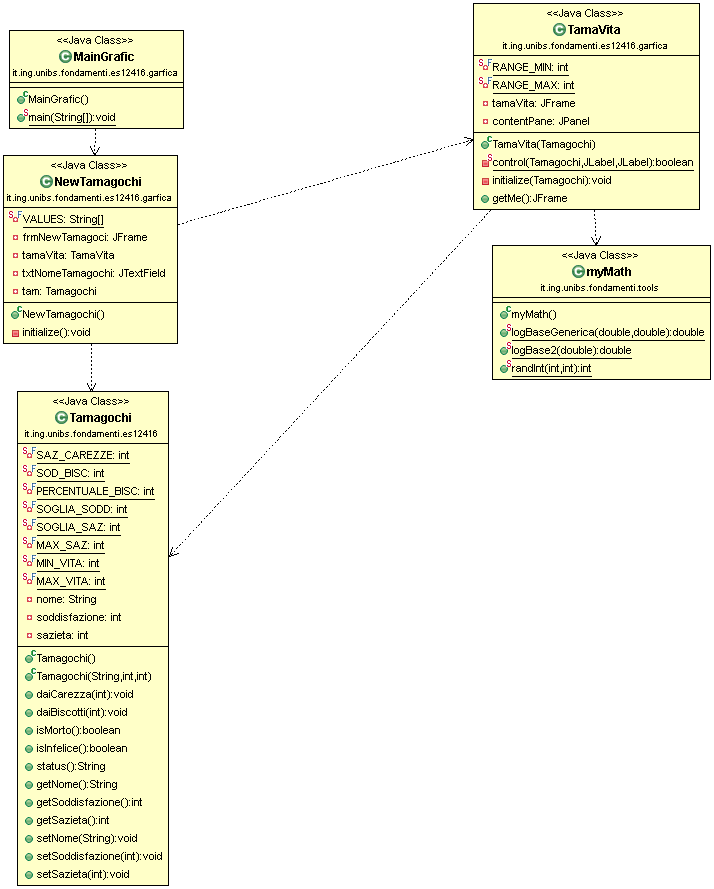 <<Java Class>>
MainGrafic
it.ing.unibs.fondamenti.es12416.garfica
MainGrafic()
main(String[]):void
<<Java Class>>
NewTamagochi
it.ing.unibs.fondamenti.es12416.garfica
VALUES: String[]
frmNewTamagoci: JFrame
tamaVita: TamaVita
txtNomeTamagochi: JTextField
tam: Tamagochi
NewTamagochi()
initialize():void
<<Java Class>>
TamaVita
it.ing.unibs.fondamenti.es12416.garfica
RANGE_MIN: int
RANGE_MAX: int
tamaVita: JFrame
contentPane: JPanel
TamaVita(Tamagochi)
control(Tamagochi,JLabel,JLabel):boolean
initialize(Tamagochi):void
getMe():JFrame
<<Java Class>>
myMath
it.ing.unibs.fondamenti.tools
myMath()
logBaseGenerica(double,double):double
logBase2(double):double
randInt(int,int):int
<<Java Class>>
Tamagochi
it.ing.unibs.fondamenti.es12416
SAZ_CAREZZE: int
SOD_BISC: int
PERCENTUALE_BISC: int
SOGLIA_SODD: int
SOGLIA_SAZ: int
MAX_SAZ: int
MIN_VITA: int
MAX_VITA: int
nome: String
soddisfazione: int
sazieta: int
Tamagochi()
Tamagochi(String,int,int)
daiCarezza(int):void
daiBiscotti(int):void
isMorto():boolean
isInfelice():boolean
status():String
getNome():String
getSoddisfazione():int
getSazieta():int
setNome(String):void
setSoddisfazione(int):void
setSazieta(int):void